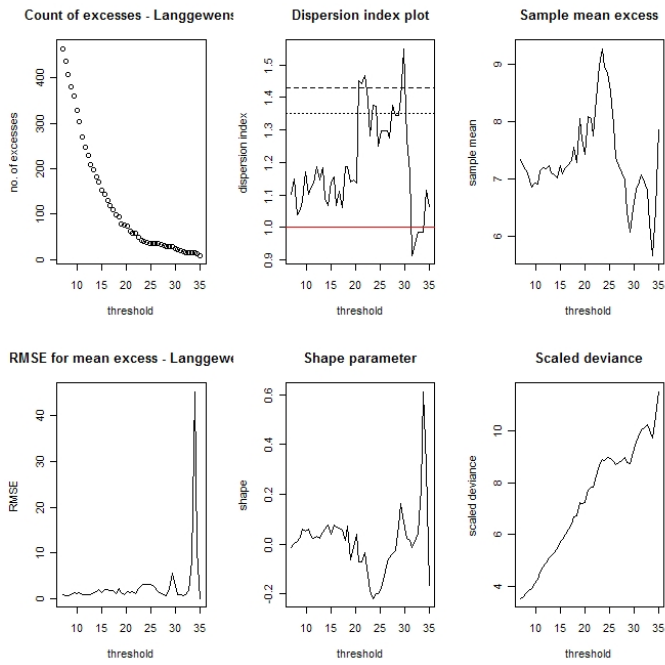 Count of excesses - Langgewens
no. of excesses
0 100 200 300 400
10 15 20 25 30 35
threshold
Dispersion index plot
dispersion index
0.9 1.0 1.1 1.2 1.3 1.4 1.5
10 15 20 25 30 35
threshold
Sample mean excess
sample mean
6 7 8 9
10 15 20 25 30 35
threshold
RMSE for mean excess - Langgewe
RMSE
0 10 20 30 40
10 15 20 25 30 35
threshold
Shape parameter
shape
-0.2 0.0 0.2 0.4 0.6
10 15 20 25 30 35
threshold
Scaled deviance
scaled deviance
4 6 8 10
10 15 20 25 30 35
threshold